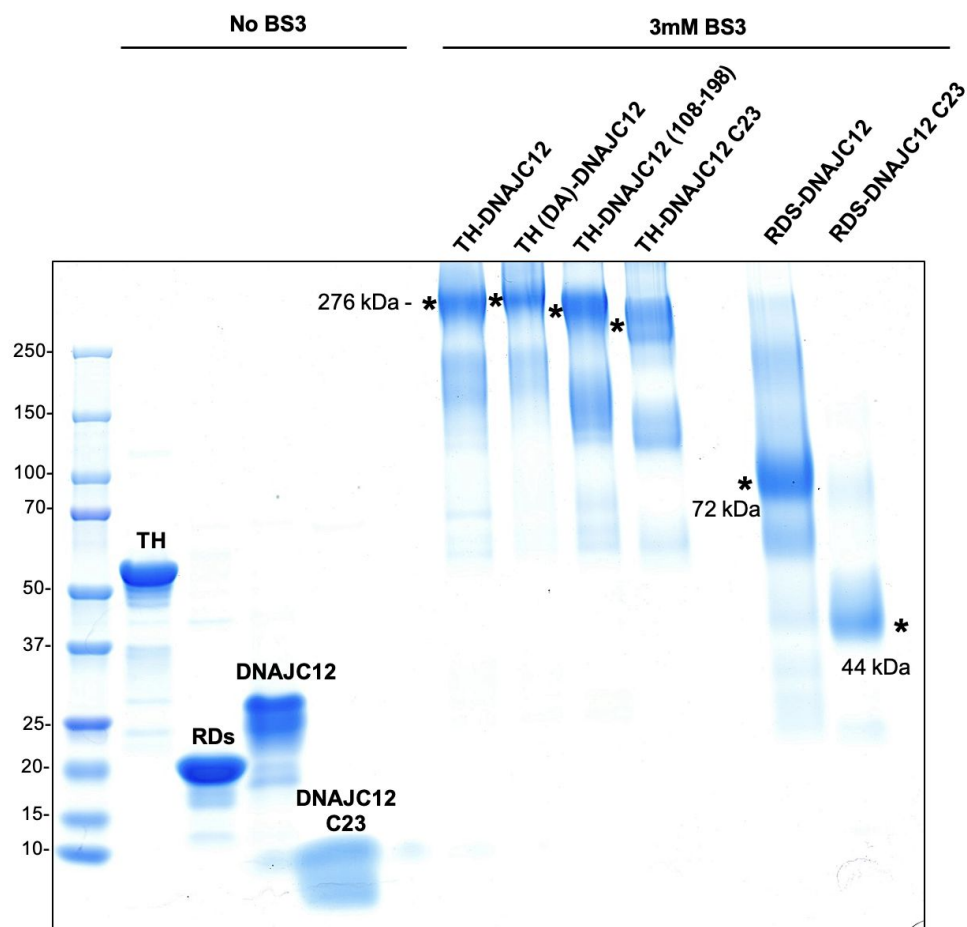 No BS3
3mM BS3
TH-DNAJC12
TH (DA)-DNAJC12
TH-DNAJC12 (108-198)
TH-DNAJC12 C23
RDS-DNAJC12
RDS-DNAJC12 C23
276 kDa - * * * *
250-
150-
100-
70-
50-
37-
25-
20-
15-
10-
TH
RDs
DNAJC12
DNAJC12
C23
*
72 kDa
*
44 kDa